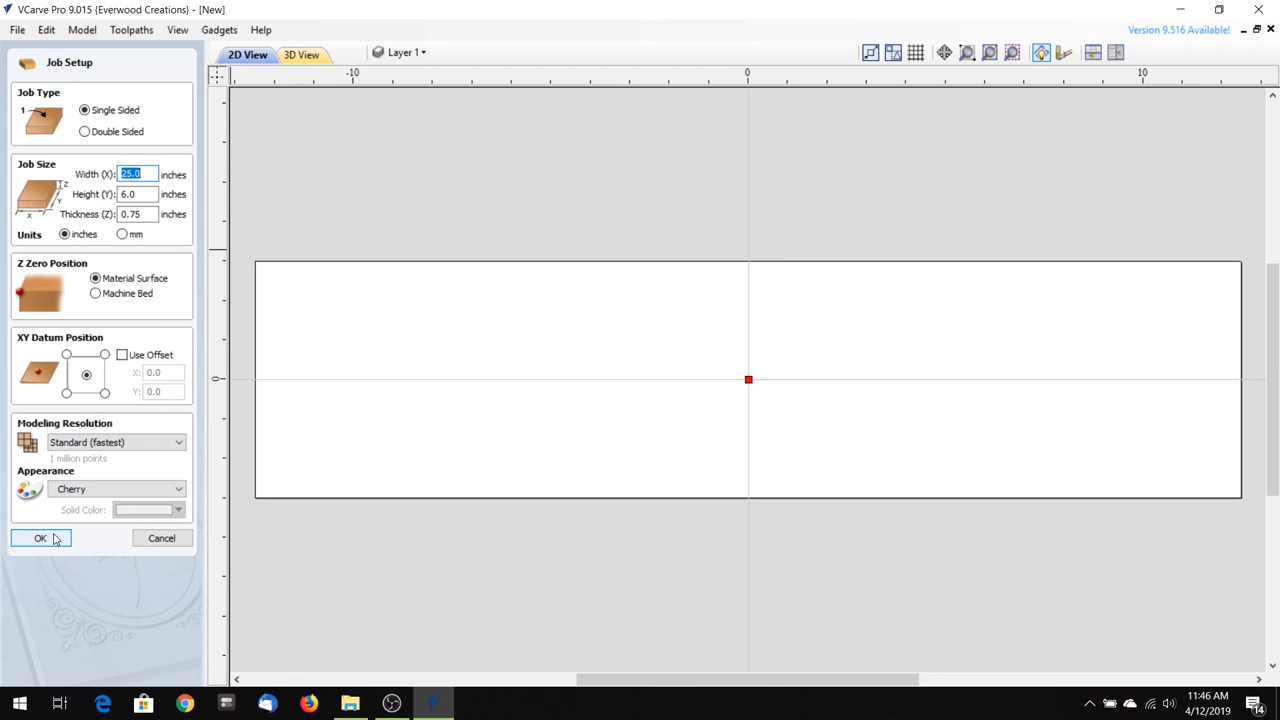 VCarve Pro 9.015 {Everwood Creations} - [New]
File Edit Model Toolpaths View Gadgets Help
Version 9.516 Available!
Job Setup
2D View 3D View Layer 1
-10 0 10
Job Type
1
Single Sided
Double Sided
Job Size
Width (X): 25.0 inches
Height (Y): 6.0 inches
Thickness (Z): 0.75 inches
Z
Y
X
Units inches mm
Z Zero Position
Material Surface
Machine Bed
XY Datum Position
Use Offset
X: 0.0
Y: 0.0
0
Modeling Resolution
Standard (fastest)
1 million points
Appearance
Cherry
Solid Color:
OK Cancel
11:46 AM
4/12/2019
14